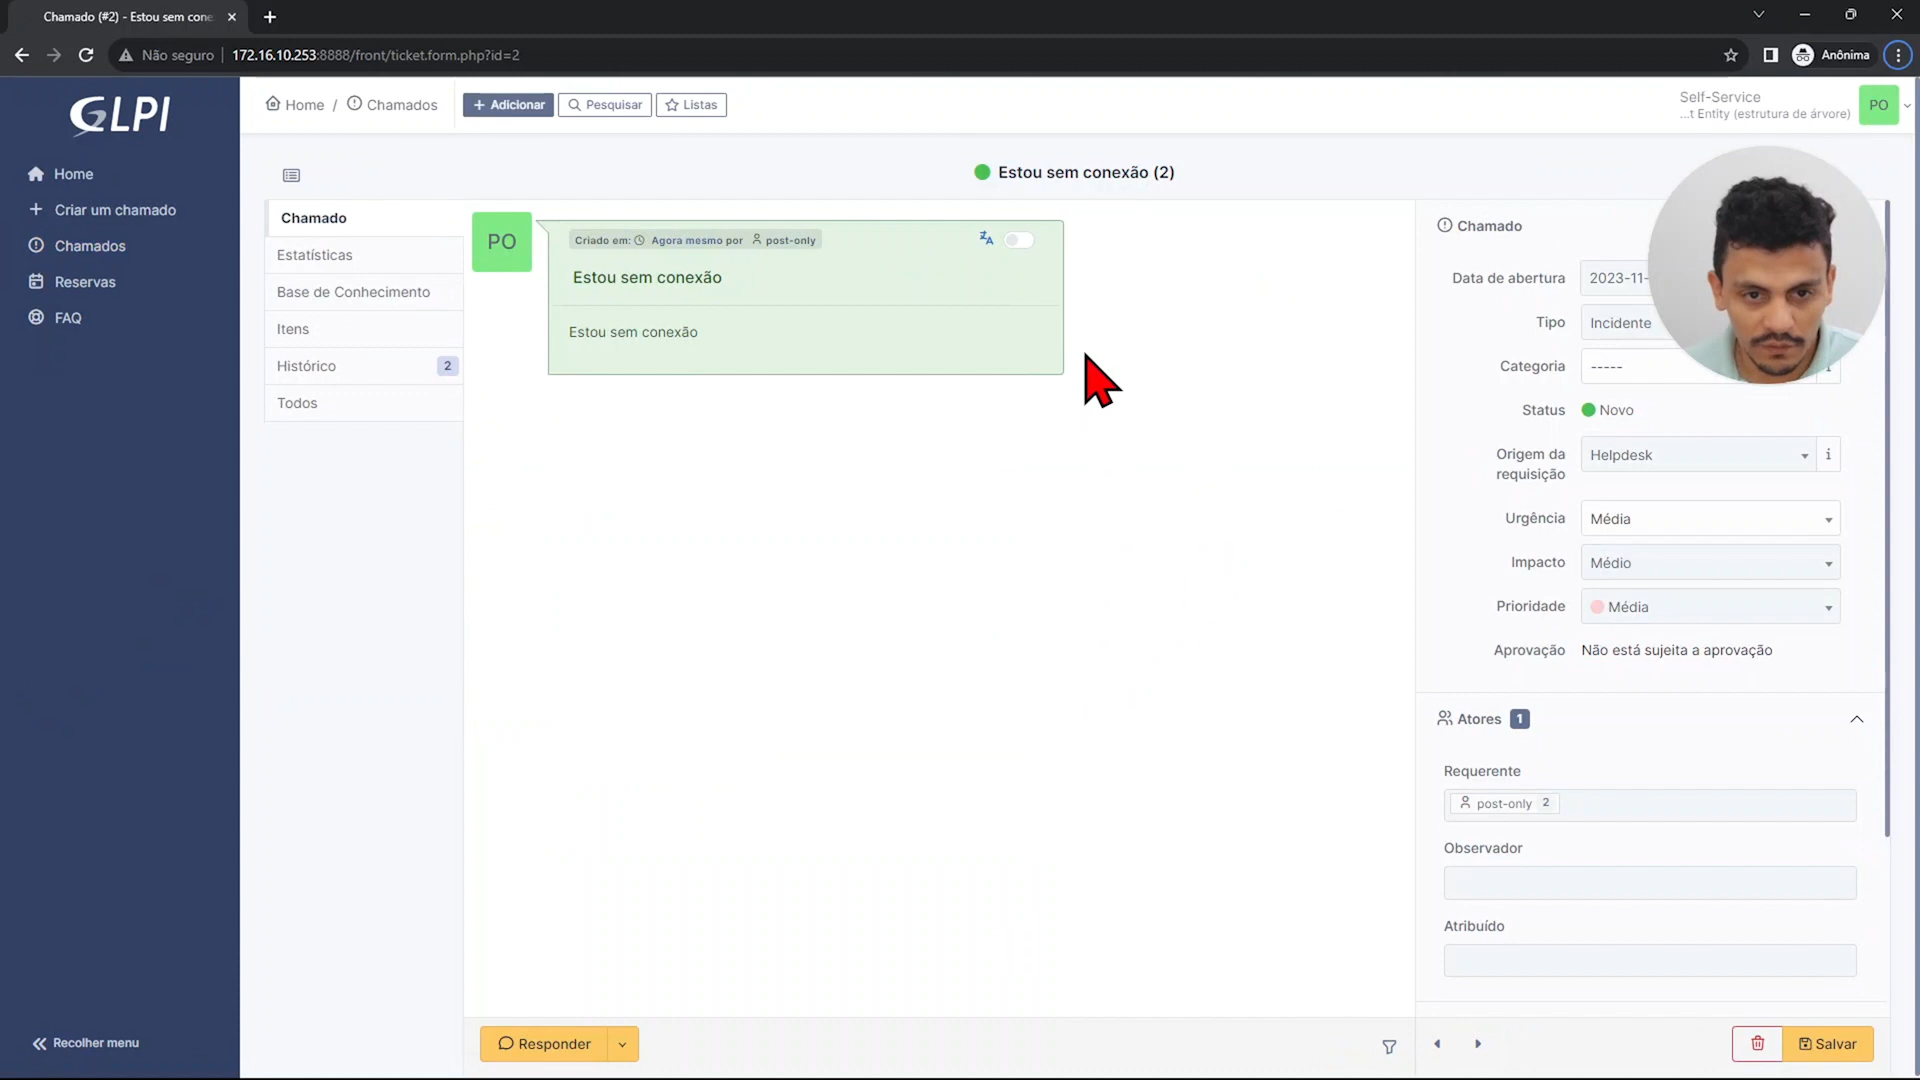 Chamado (#2) - Estou sem cone
Não seguro
172.16.10.253:8888/front/ticket.form.php?id=2
Anônima
GLPI
Home / Chamados
Adicionar
Pesquisar
Listas
Self-Service
...t Entity (estrutura de árvore)
PO
Home
Criar um chamado
Chamados
Reservas
FAQ
Recolher menu
Estou sem conexão (2)
Chamado
Estatísticas
Base de Conhecimento
Itens
Histórico 2
Todos
PO
Criado em: Agora mesmo por post-only
Estou sem conexão
Estou sem conexão
Chamado
Data de abertura 2023-11-
Tipo Incidente
Categoria -----
Status Novo
Origem da requisição Helpdesk i
Urgência Média
Impacto Médio
Prioridade Média
Aprovação Não está sujeita a aprovação
Atores 1
Requerente
post-only 2
Observador
Atribuído
Responder
Salvar